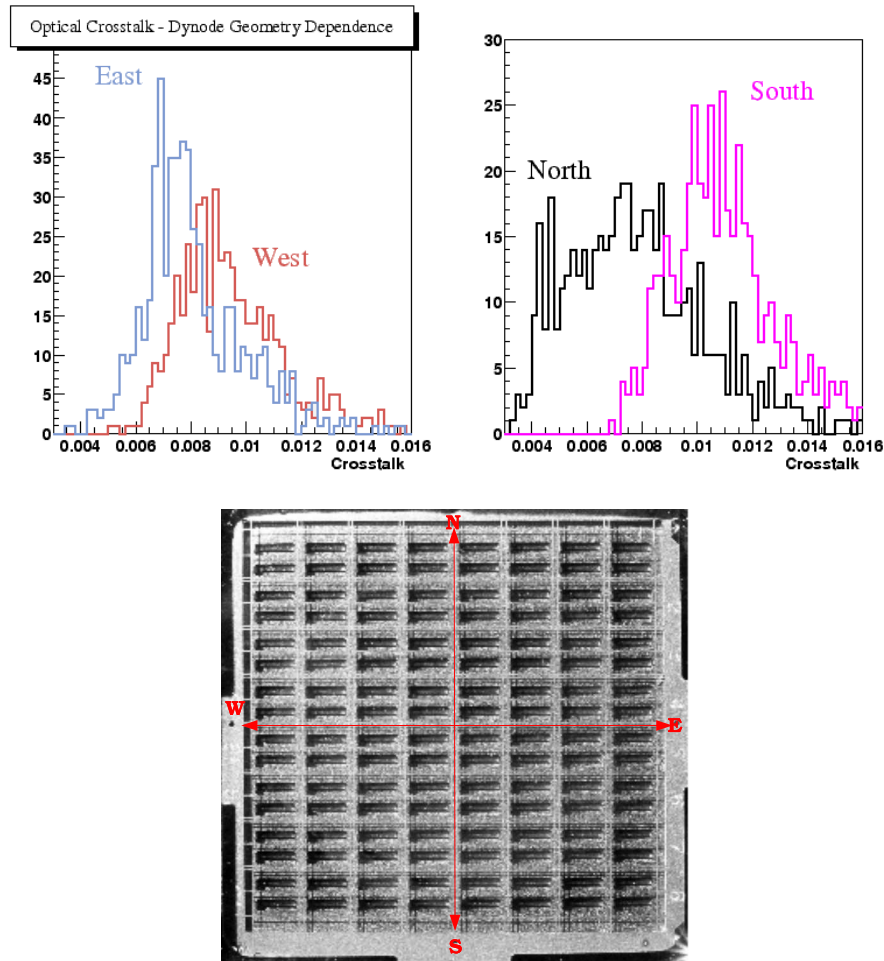 Optical Crosstalk - Dynode Geometry Dependence
East
West
45
40
35
30
25
20
15
10
5
0
0.004 0.006 0.008 0.01 0.012 0.014 0.016
Crosstalk
North
South
30
25
20
15
10
5
0
0.004 0.006 0.008 0.01 0.012 0.014 0.016
Crosstalk
N
W
E
S